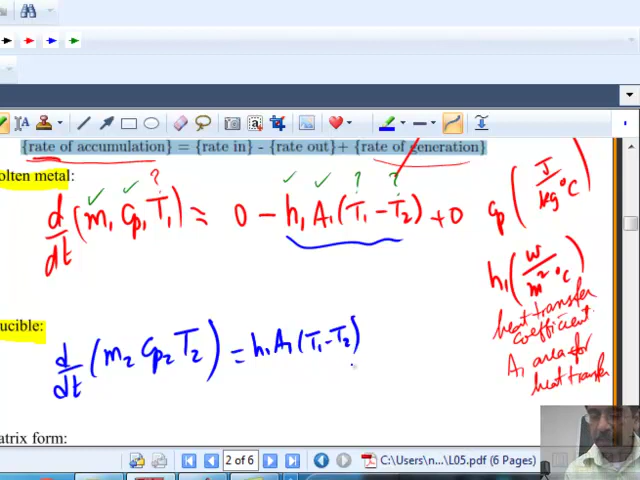 {rate of accumulation} = {rate in} - {rate out}+ {rate of generation}
olten metal:
✓ ✓ ? ✓ ✓ ? ?
d/dt (m₁ Cp₁ T₁) = 0 - h₁ A₁ (T₁ - T₂) + 0
Cp (J/kg °C)
h₁ (W/m² °C)
heat transfer
coefficient.
A₁ area for
heat transfer
ucible:
d/dt (m₂ Cp₂ T₂) = h₁ A₁ (T₁ - T₂)
atrix form:
2 of 6
C:\Users\n...\L05.pdf (6 Pages)